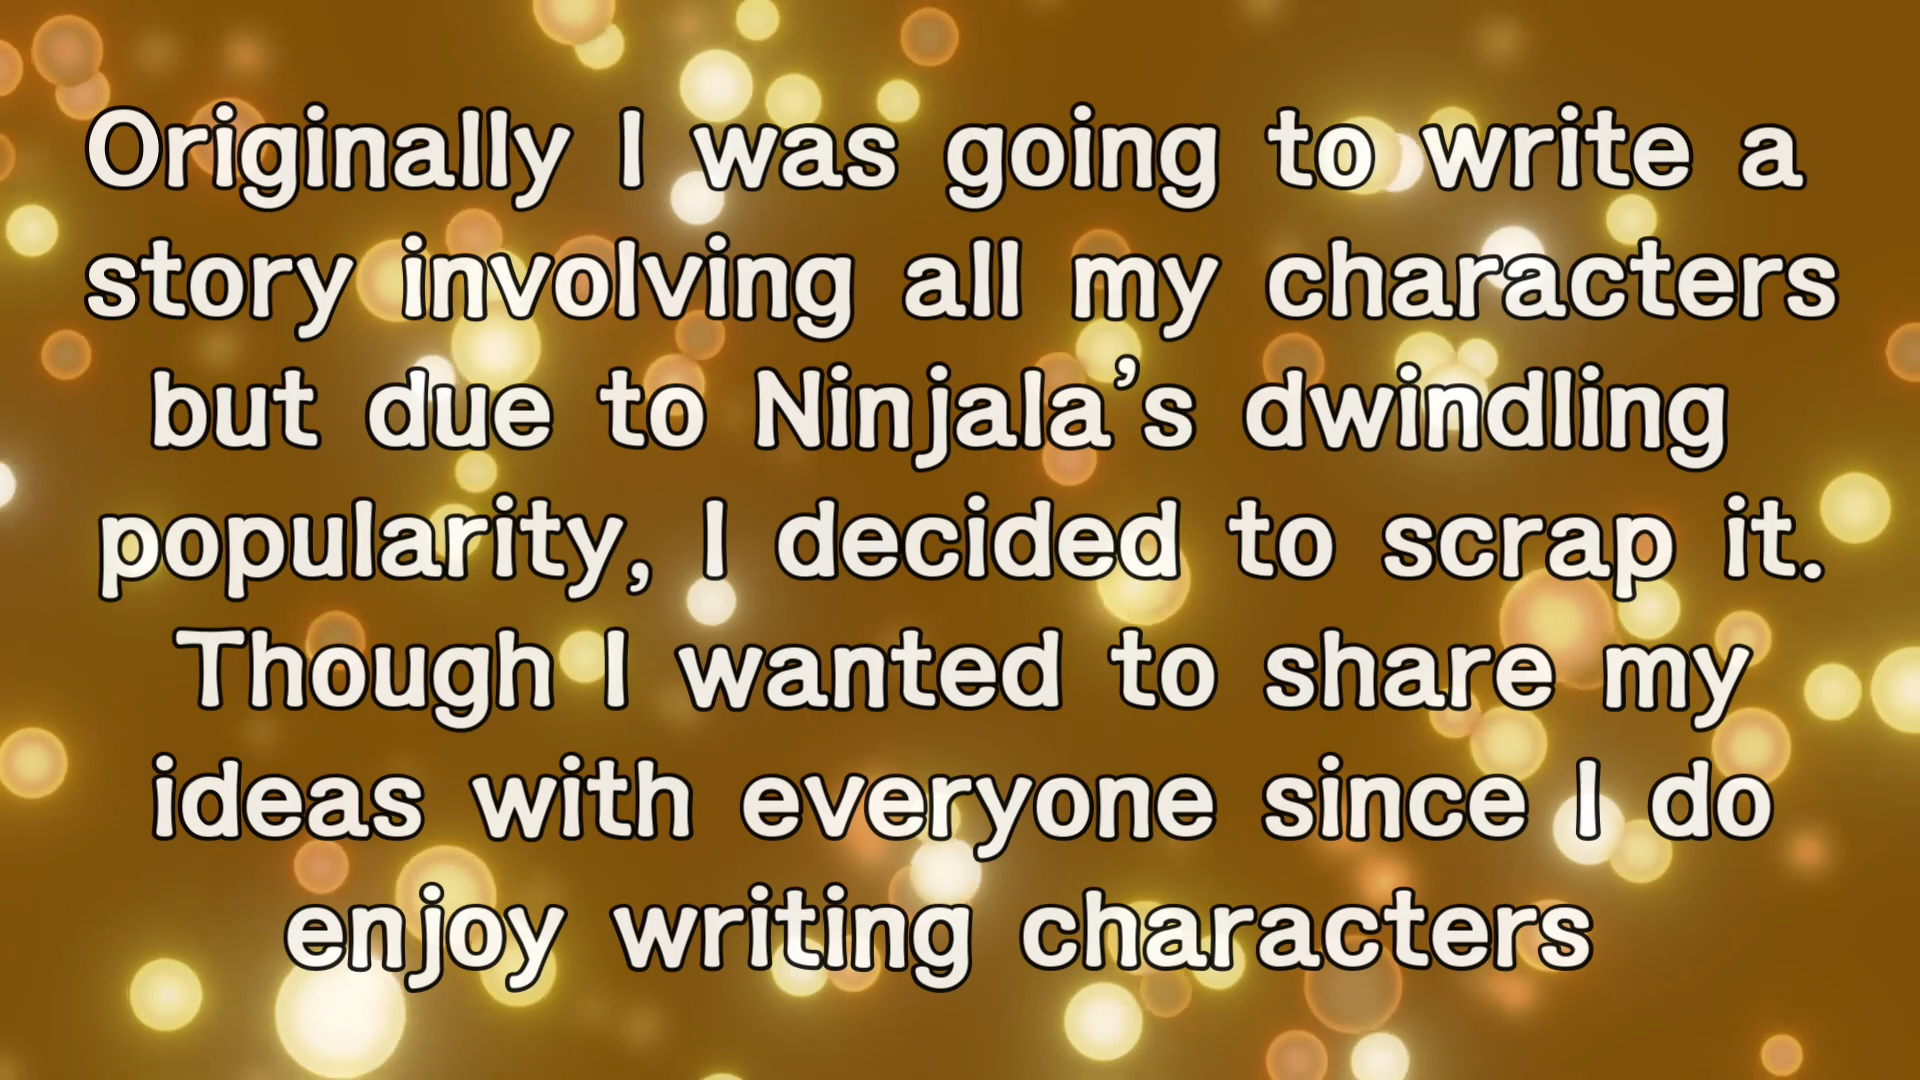 Originally I was going to write a
story involving all my characters
but due to Ninjala’s dwindling
popularity, I decided to scrap it.
Though I wanted to share my
ideas with everyone since I do
enjoy writing characters